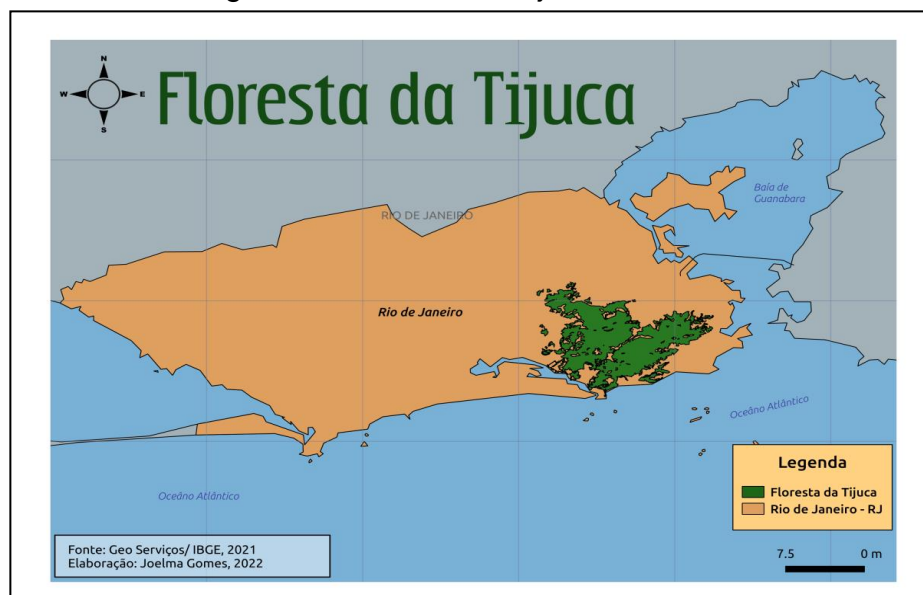 N
W E
S
Floresta da Tijuca
Baía de
Guanabara
RIO DE JANEIRO
Rio de Janeiro
Oceâno Atlântico
Oceâno Atlântico
Legenda
Floresta da Tijuca
Rio de Janeiro - RJ
Fonte: Geo Serviços/ IBGE, 2021
Elaboração: Joelma Gomes, 2022
7.5 0 m